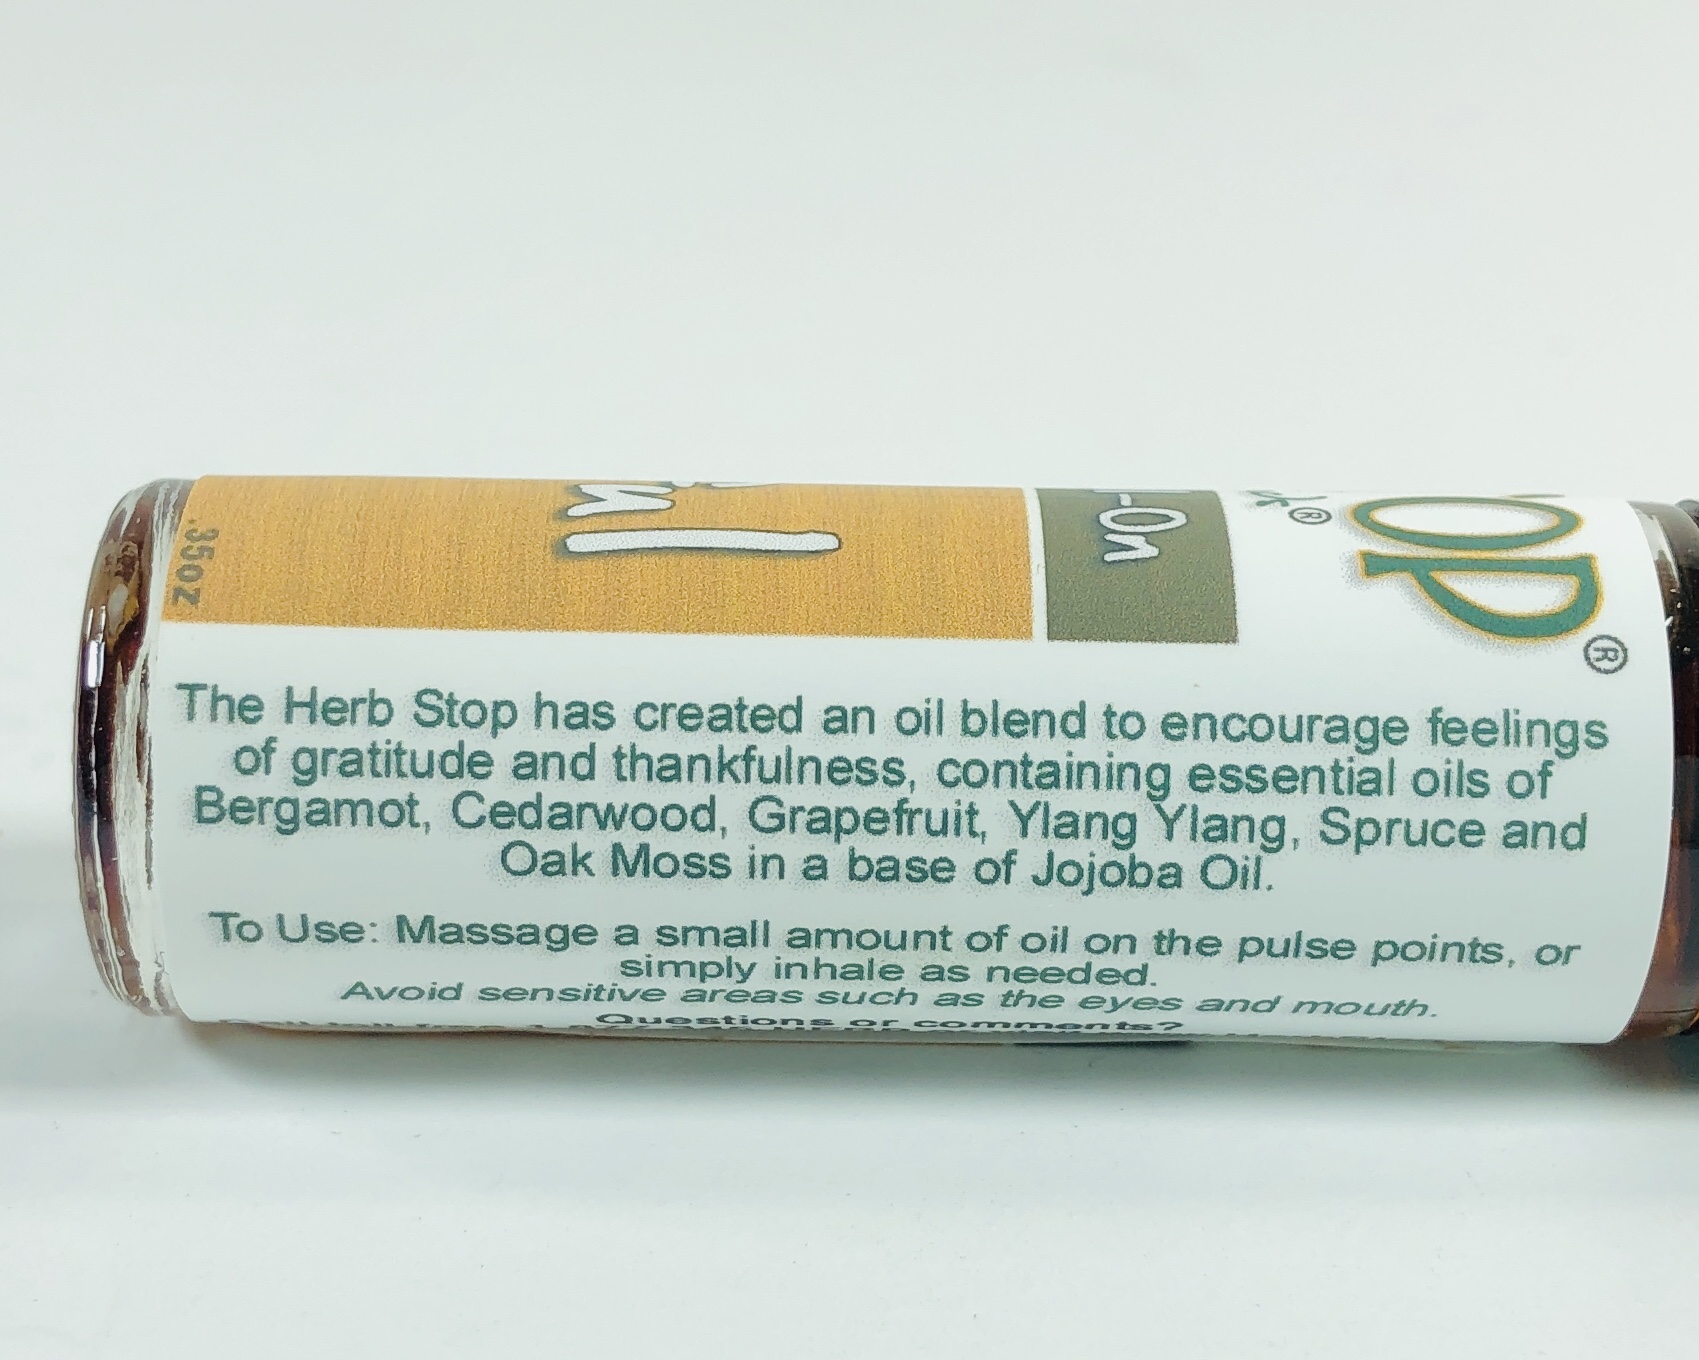 .35oz
-On
®
OP®
The Herb Stop has created an oil blend to encourage feelings
of gratitude and thankfulness, containing essential oils of
Bergamot, Cedarwood, Grapefruit, Ylang Ylang, Spruce and
Oak Moss in a base of Jojoba Oil.
To Use: Massage a small amount of oil on the pulse points, or
simply inhale as needed.
Avoid sensitive areas such as the eyes and mouth.
Questions or comments?